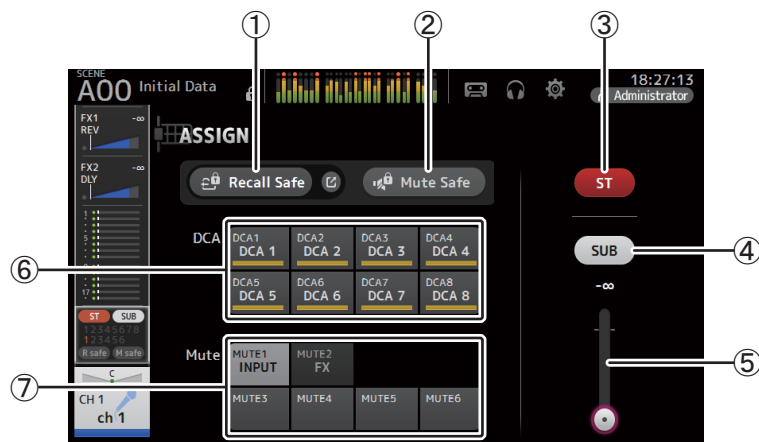 ① ② ③
SCENE
A00 Initial Data
18:27:13
Administrator
FX1 -∞
REV
FX2 -∞
DLY
ASSIGN
Recall Safe
Mute Safe
ST
SUB
④
-∞
⑤
1
5
17
ST SUB
12345678
123456
R safe M safe
C
CH 1
ch 1
⑥
DCA
DCA1 DCA2 DCA3 DCA4
DCA 1 DCA 2 DCA 3 DCA 4
DCA5 DCA6 DCA7 DCA8
DCA 5 DCA 6 DCA 7 DCA 8
⑦
Mute
MUTE1 MUTE2
INPUT FX
MUTE3 MUTE4 MUTE5 MUTE6